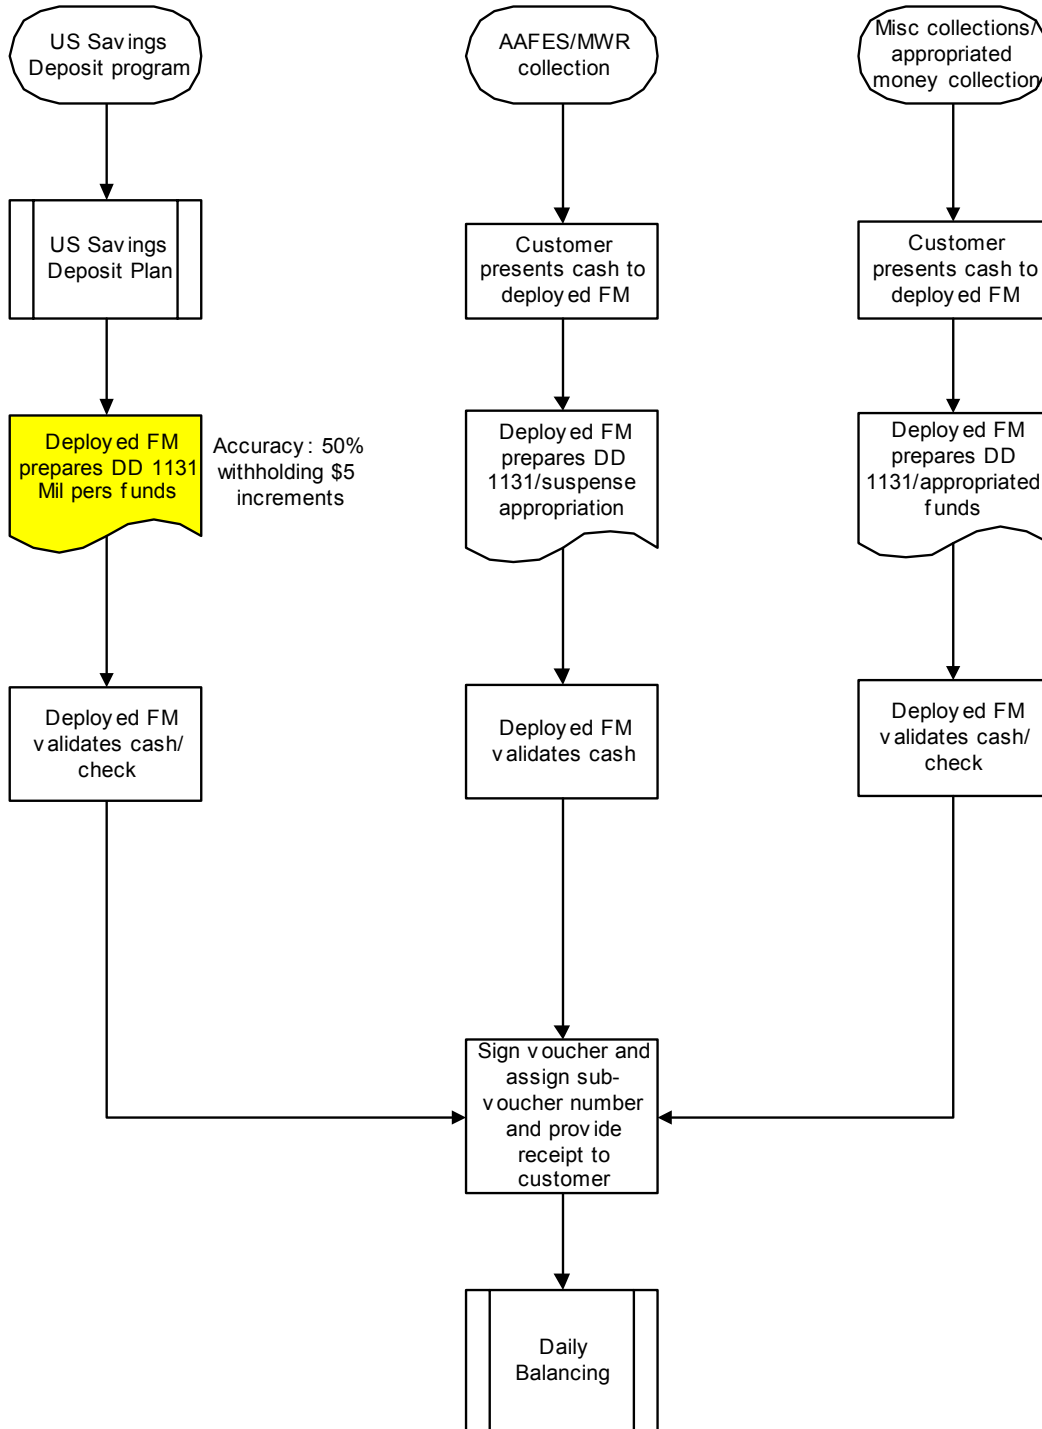 US Savings
Deposit program
AAFES/MWR
collection
Misc collections/
appropriated
money collection
US Savings
Deposit Plan
Customer
presents cash to
deployed FM
Customer
presents cash to
deployed FM
Deployed FM
prepares DD 1131
Mil pers funds
Accuracy: 50%
withholding $5
increments
Deployed FM
prepares DD
1131/suspense
appropriation
Deployed FM
prepares DD
1131/appropriated
funds
Deployed FM
validates cash/
check
Deployed FM
validates cash
Deployed FM
validates cash/
check
Sign voucher and
assign sub-
voucher number
and provide
receipt to
customer
Daily
Balancing